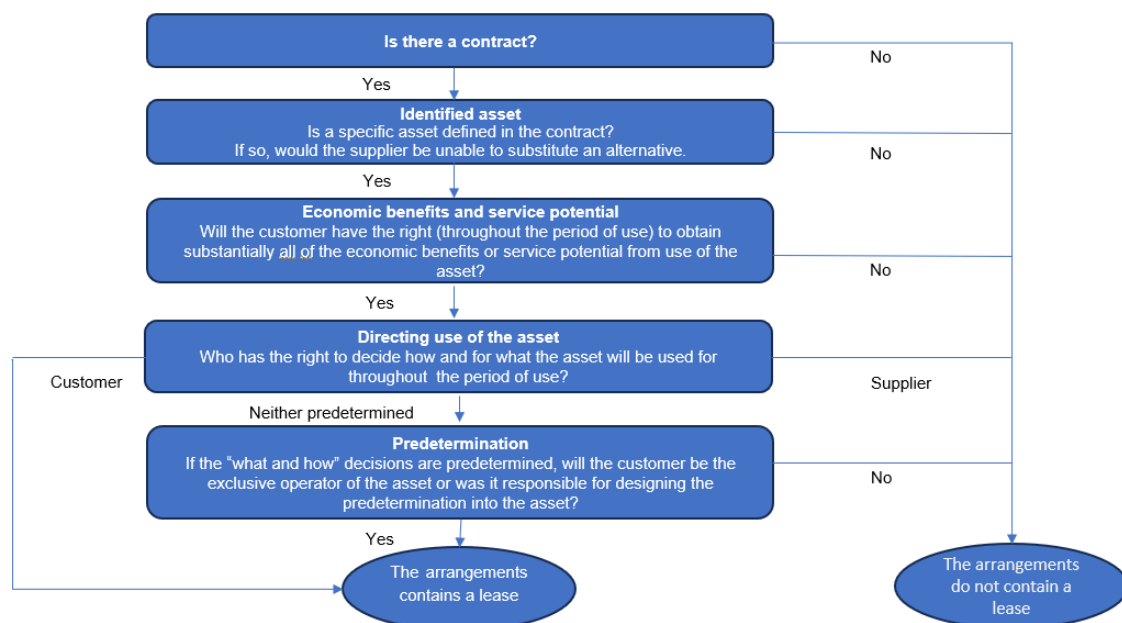 Is there a contract?
No
Yes
Identified asset
Is a specific asset defined in the contract?
If so, would the supplier be unable to substitute an alternative.
No
Yes
Economic benefits and service potential
Will the customer have the right (throughout the period of use) to obtain
substantially all of the economic benefits or service potential from use of the
asset?
No
Yes
Directing use of the asset
Who has the right to decide how and for what the asset will be used for
throughout the period of use?
Customer
Supplier
Neither predetermined
Predetermination
If the “what and how” decisions are predetermined, will the customer be the
exclusive operator of the asset or was it responsible for designing the
predetermination into the asset?
No
Yes
The arrangements
contains a lease
The arrangements
do not contain a
lease